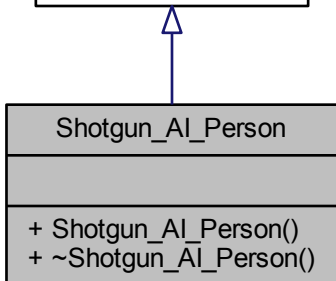 Shotgun_AI_Person
+ Shotgun_AI_Person()
+ ~Shotgun_AI_Person()